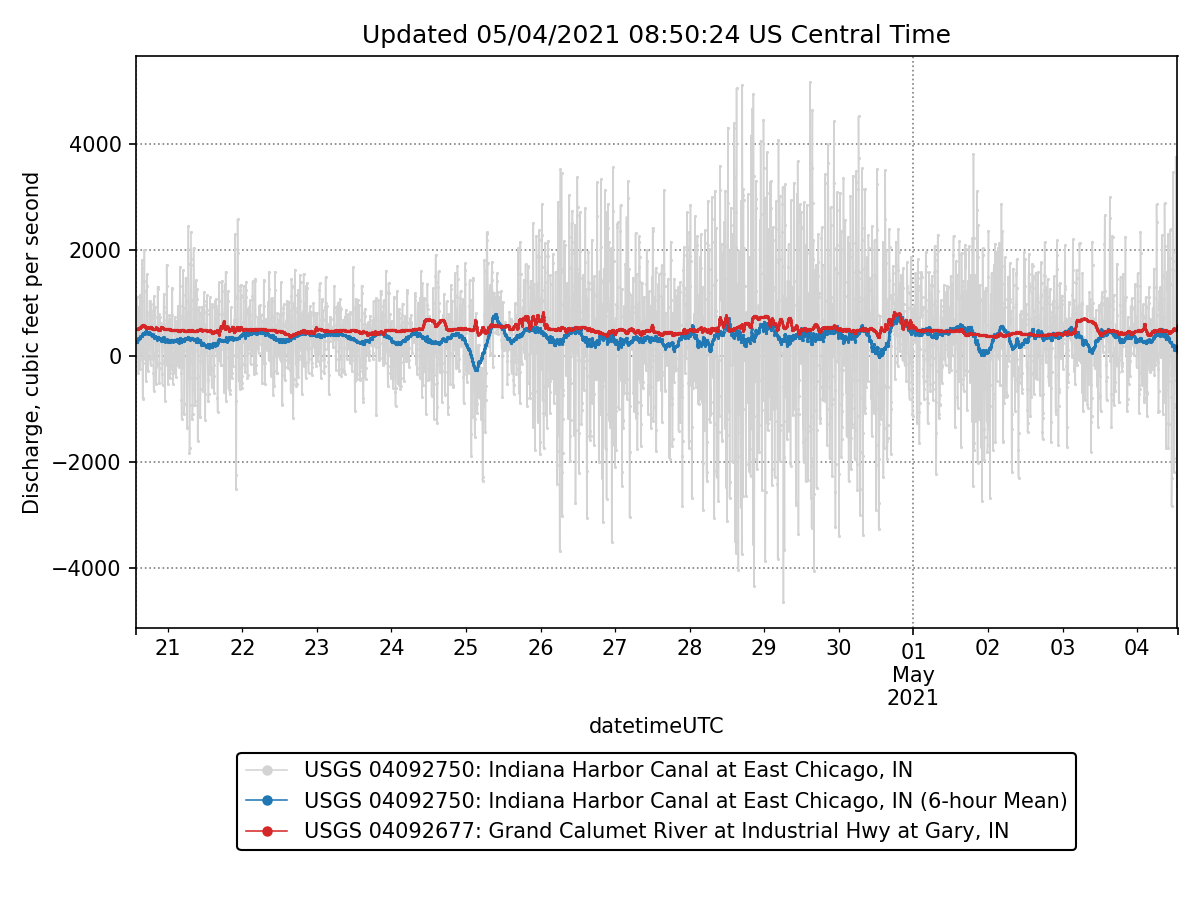 Updated 05/04/2021 08:50:24 US Central Time
Discharge, cubic feet per second
4000
2000
0
−2000
−4000
21 22 23 24 25 26 27 28 29 30 01 02 03 04
May
2021
datetimeUTC
USGS 04092750: Indiana Harbor Canal at East Chicago, IN
USGS 04092750: Indiana Harbor Canal at East Chicago, IN (6-hour Mean)
USGS 04092677: Grand Calumet River at Industrial Hwy at Gary, IN